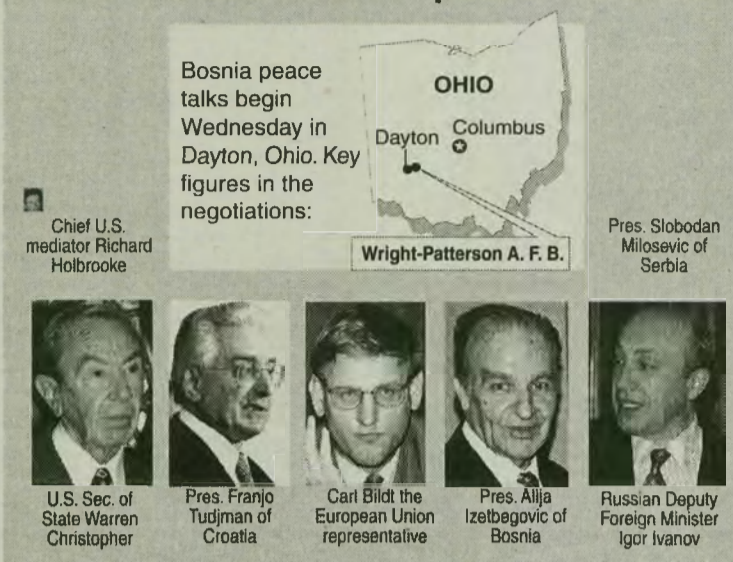 Bosnia peace
talks begin
Wednesday in
Dayton, Ohio. Key
figures in the
negotiations:
OHIO
Dayton
Columbus
Wright-Patterson A. F. B.
Chief U.S.
mediator Richard
Holbrooke
Pres. Slobodan
Milosevic of
Serbia
U.S. Sec. of
State Warren
Christopher
Pres. Franjo
Tudjman of
Croatia
Carl Bildt the
European Union
representative
Pres. Alija
Izetbegovic of
Bosnia
Russian Deputy
Foreign Minister
Igor Ivanov